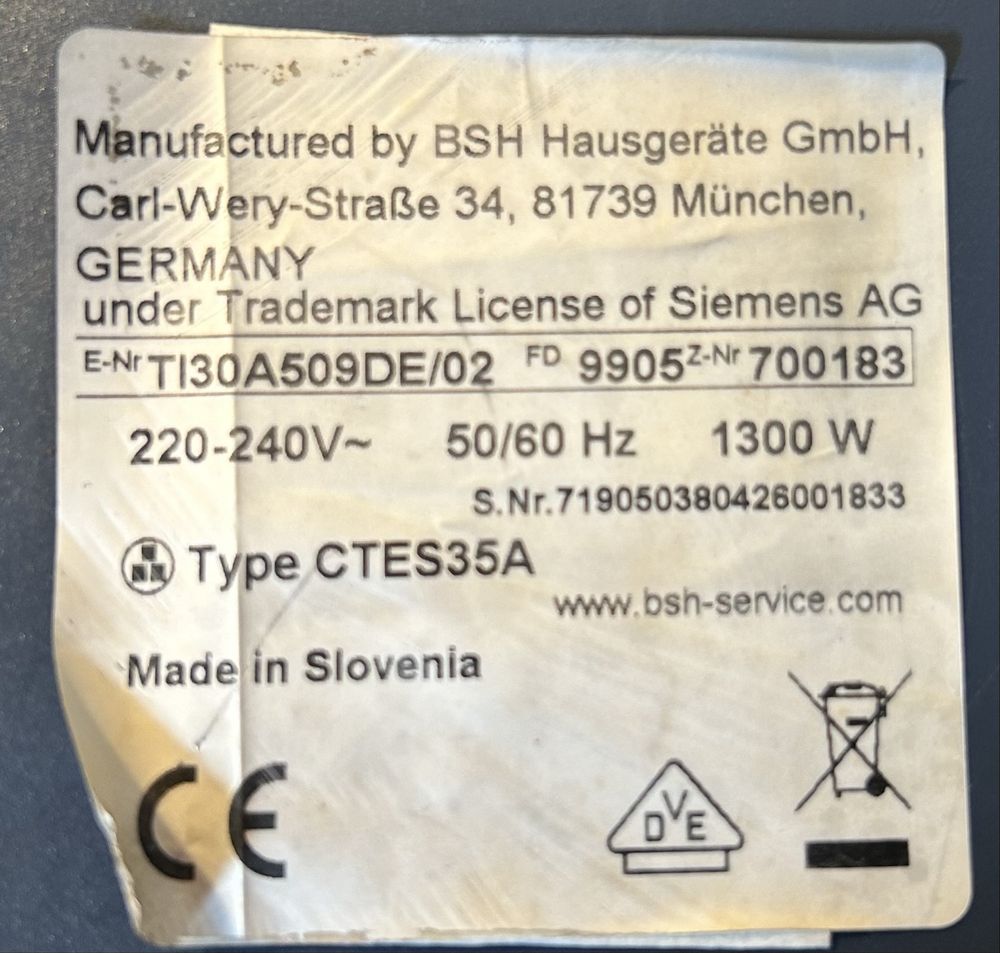 Manufactured by BSH Hausgeräte GmbH,
Carl-Wery-Straße 34, 81739 München,
GERMANY
under Trademark License of Siemens AG
E-Nr TI30A509DE/02 FD 9905 Z-Nr 700183
220-240V~ 50/60 Hz 1300 W
S.Nr.719050380426001833
Type CTES35A
www.bsh-service.com
Made in Slovenia
CE
DVE